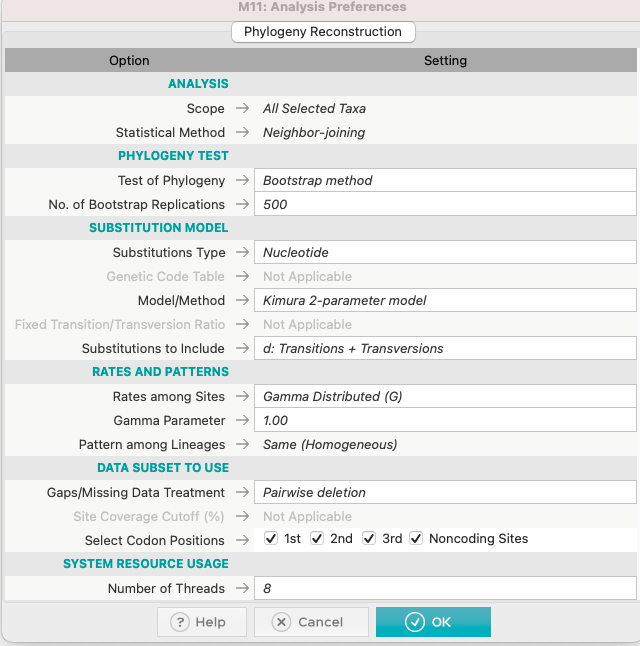 M11: Analysis Preferences
Phylogeny Reconstruction
Option Setting
ANALYSIS
Scope → All Selected Taxa
Statistical Method → Neighbor-joining
PHYLOGENY TEST
Test of Phylogeny → Bootstrap method
No. of Bootstrap Replications → 500
SUBSTITUTION MODEL
Substitutions Type → Nucleotide
Genetic Code Table → Not Applicable
Model/Method → Kimura 2-parameter model
Fixed Transition/Transversion Ratio → Not Applicable
Substitutions to Include → d: Transitions + Transversions
RATES AND PATTERNS
Rates among Sites → Gamma Distributed (G)
Gamma Parameter → 1.00
Pattern among Lineages → Same (Homogeneous)
DATA SUBSET TO USE
Gaps/Missing Data Treatment → Pairwise deletion
Site Coverage Cutoff (%) → Not Applicable
Select Codon Positions → 1st 2nd 3rd Noncoding Sites
SYSTEM RESOURCE USAGE
Number of Threads → 8
? Help Cancel OK